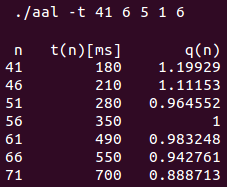 ./aal -t 41 6 5 1 6
n t(n)[ms] q(n)
41 180 1.19929
46 210 1.11153
51 280 0.964552
56 350 1
61 490 0.983248
66 550 0.942761
71 700 0.888713